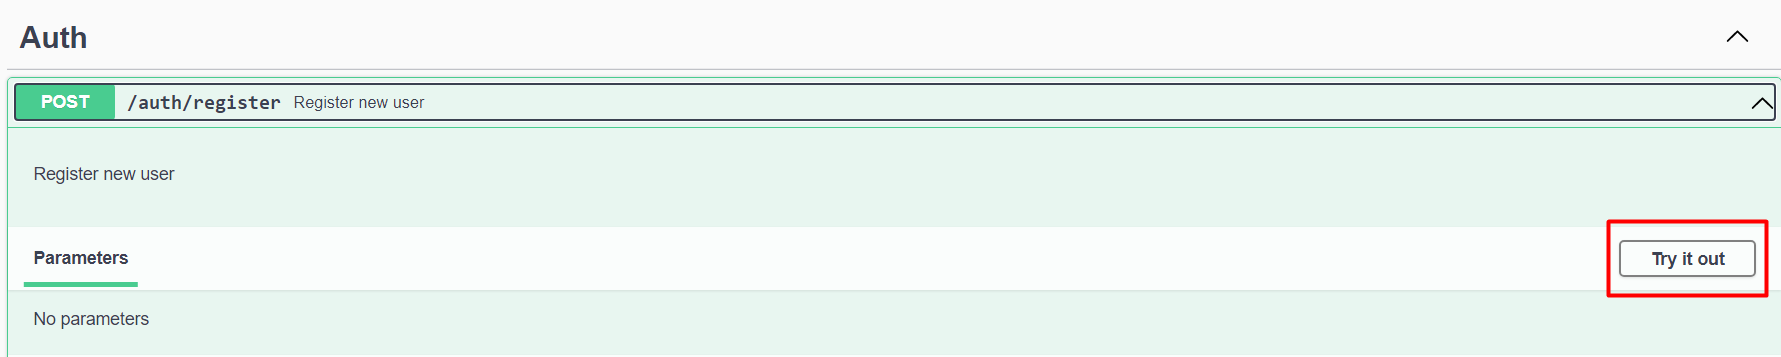 Auth
POST /auth/register Register new user
Register new user
Parameters Try it out
No parameters